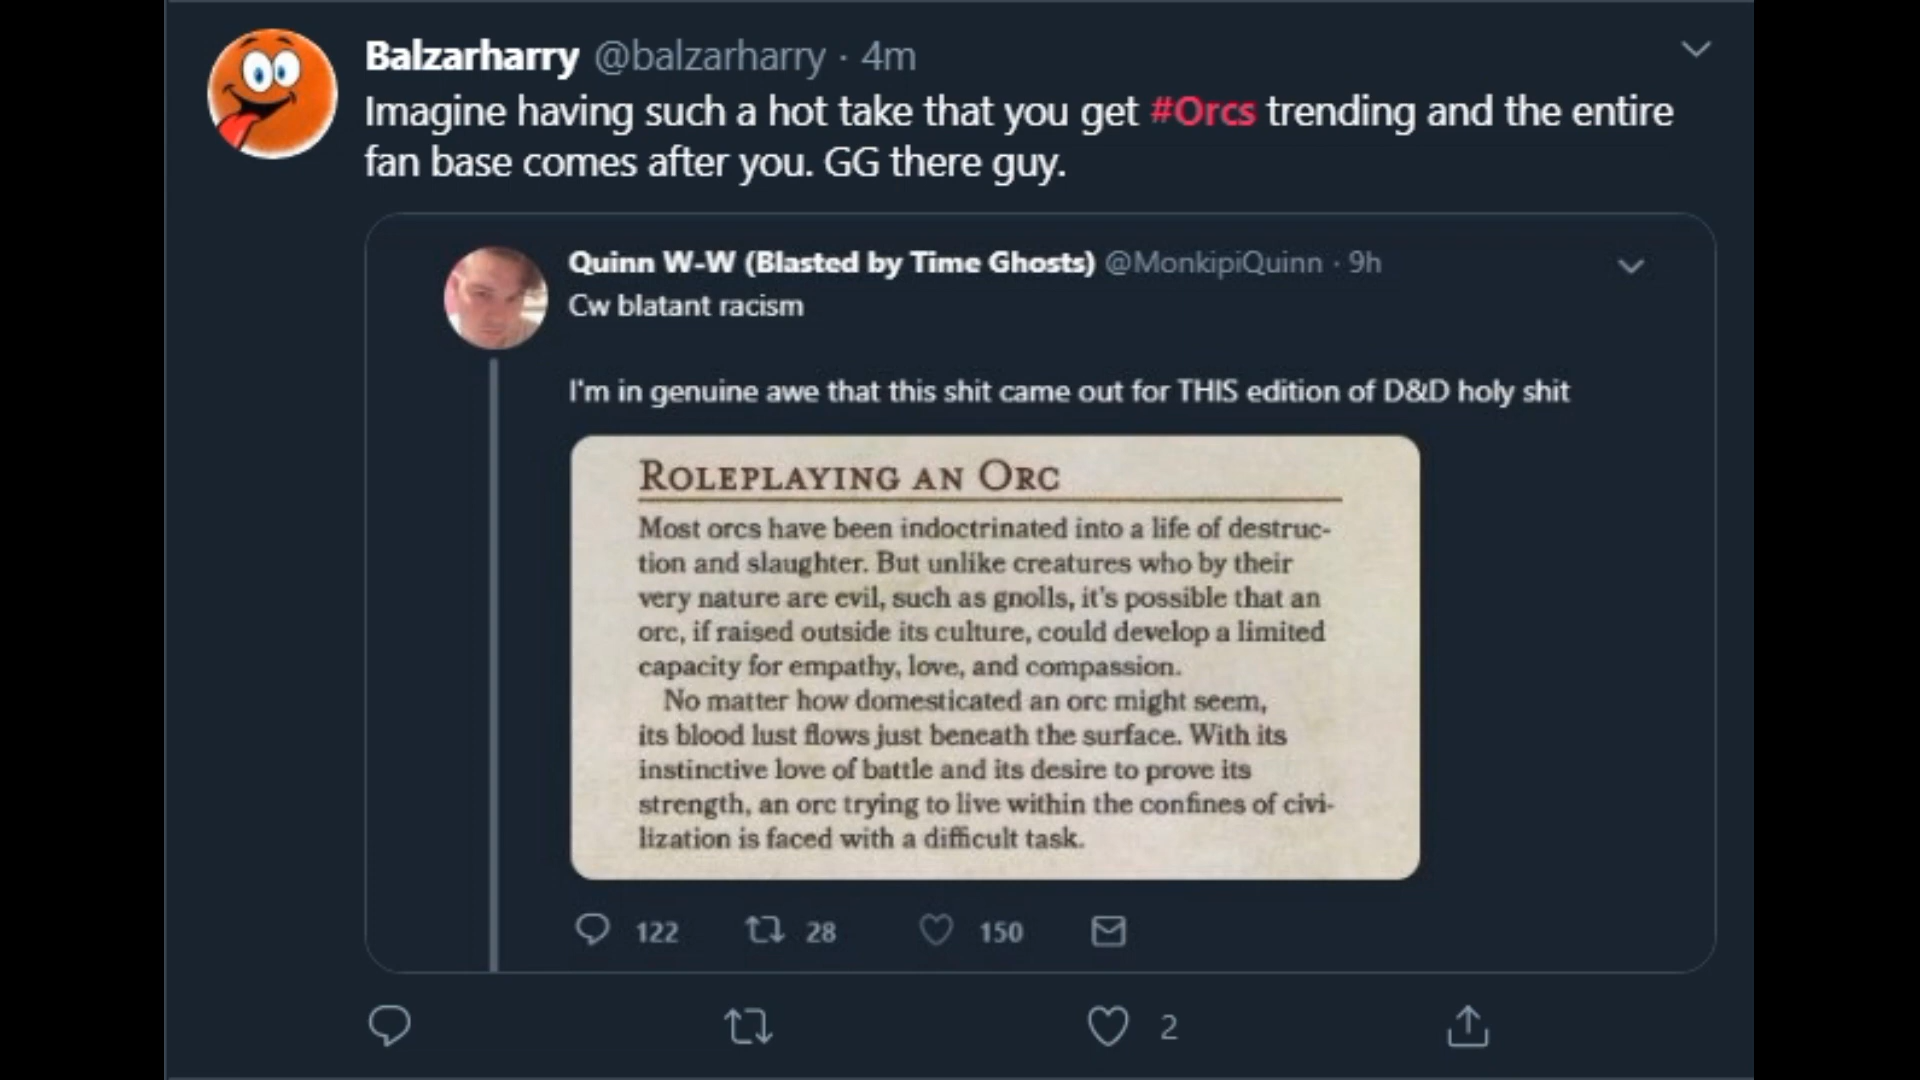 Balzarharry @balzarharry · 4m
Imagine having such a hot take that you get #Orcs trending and the entire
fan base comes after you. GG there guy.
Quinn W-W (Blasted by Time Ghosts) @MonkipiQuinn · 9h
Cw blatant racism
I'm in genuine awe that this shit came out for THIS edition of D&D holy shit
ROLEPLAYING AN ORC
Most orcs have been indoctrinated into a life of destruc-
tion and slaughter. But unlike creatures who by their
very nature are evil, such as gnolls, it's possible that an
orc, if raised outside its culture, could develop a limited
capacity for empathy, love, and compassion.
No matter how domesticated an orc might seem,
its blood lust flows just beneath the surface. With its
instinctive love of battle and its desire to prove its
strength, an orc trying to live within the confines of civi-
lization is faced with a difficult task.
122 28 150
2